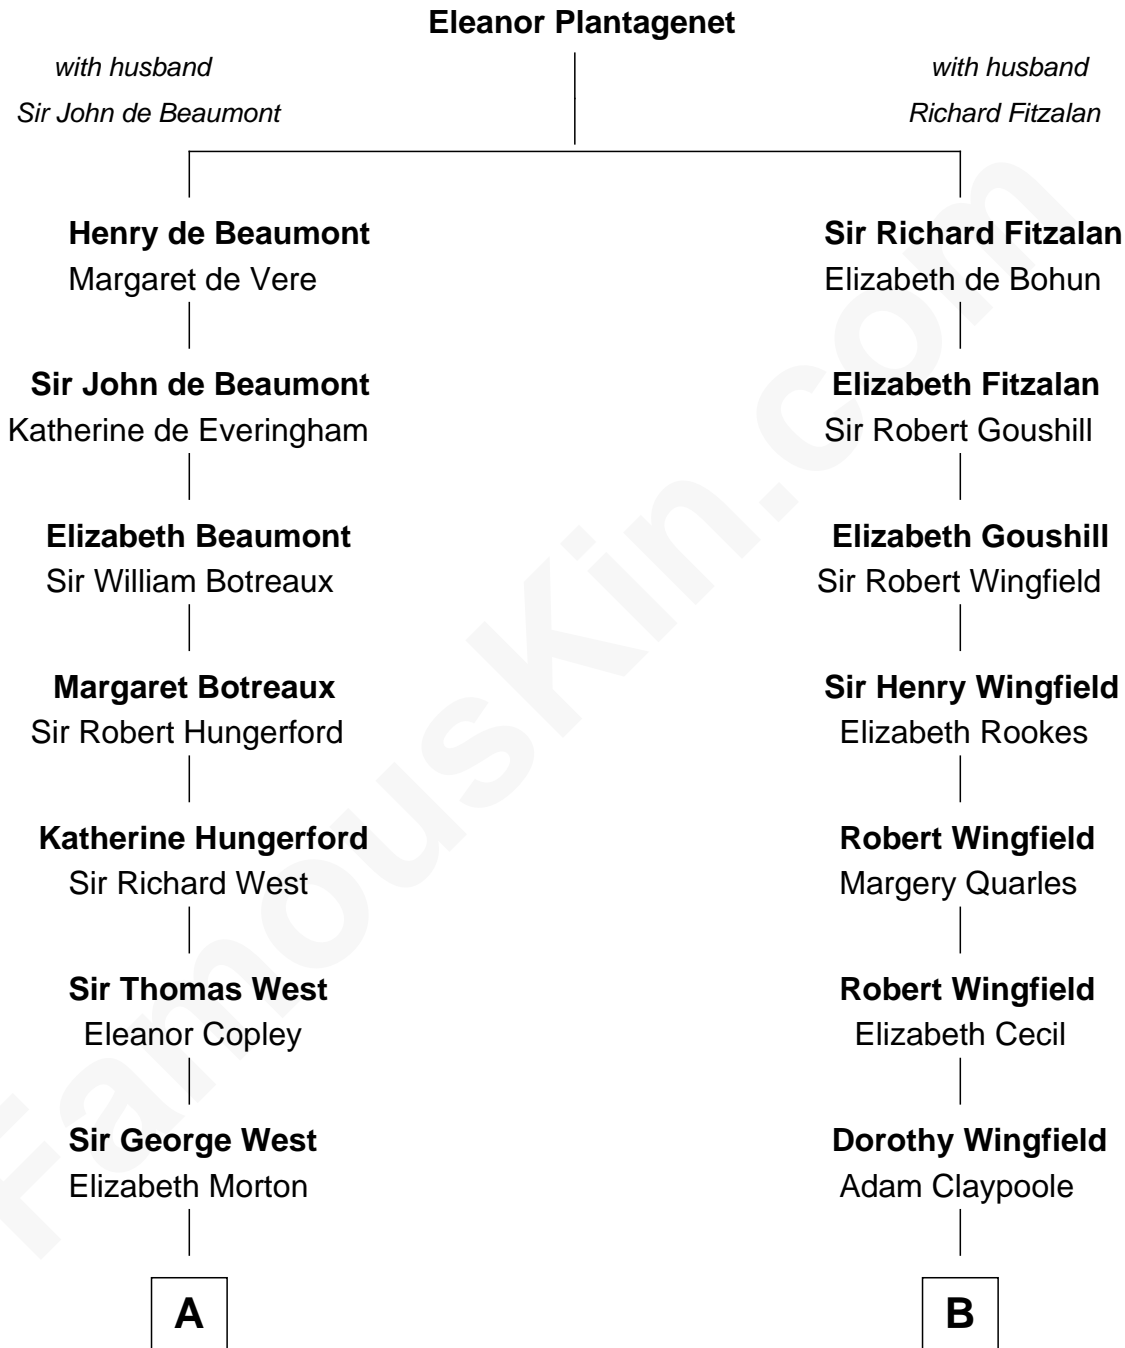 Eleanor Plantagenet
with husband
Sir John de Beaumont
with husband
Richard Fitzalan
Henry de Beaumont
Margaret de Vere
Sir Richard Fitzalan
Elizabeth de Bohun
Sir John de Beaumont
Katherine de Everingham
Elizabeth Fitzalan
Sir Robert Goushill
Elizabeth Beaumont
Sir William Botreaux
Elizabeth Goushill
Sir Robert Wingfield
Margaret Botreaux
Sir Robert Hungerford
Sir Henry Wingfield
Elizabeth Rookes
Katherine Hungerford
Sir Richard West
Robert Wingfield
Margery Quarles
Sir Thomas West
Eleanor Copley
Robert Wingfield
Elizabeth Cecil
Sir George West
Elizabeth Morton
Dorothy Wingfield
Adam Claypoole
A
B
FamousKin.com